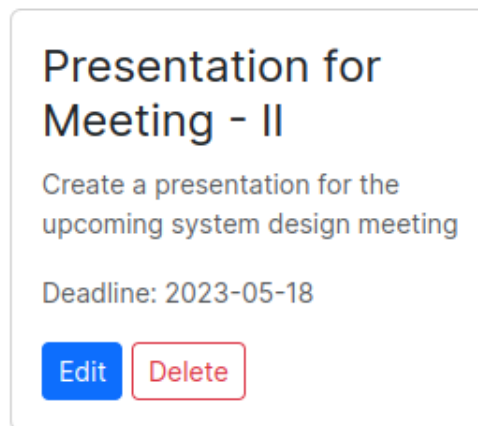 Presentation for
Meeting - II
Create a presentation for the
upcoming system design meeting
Deadline: 2023-05-18
Edit Delete